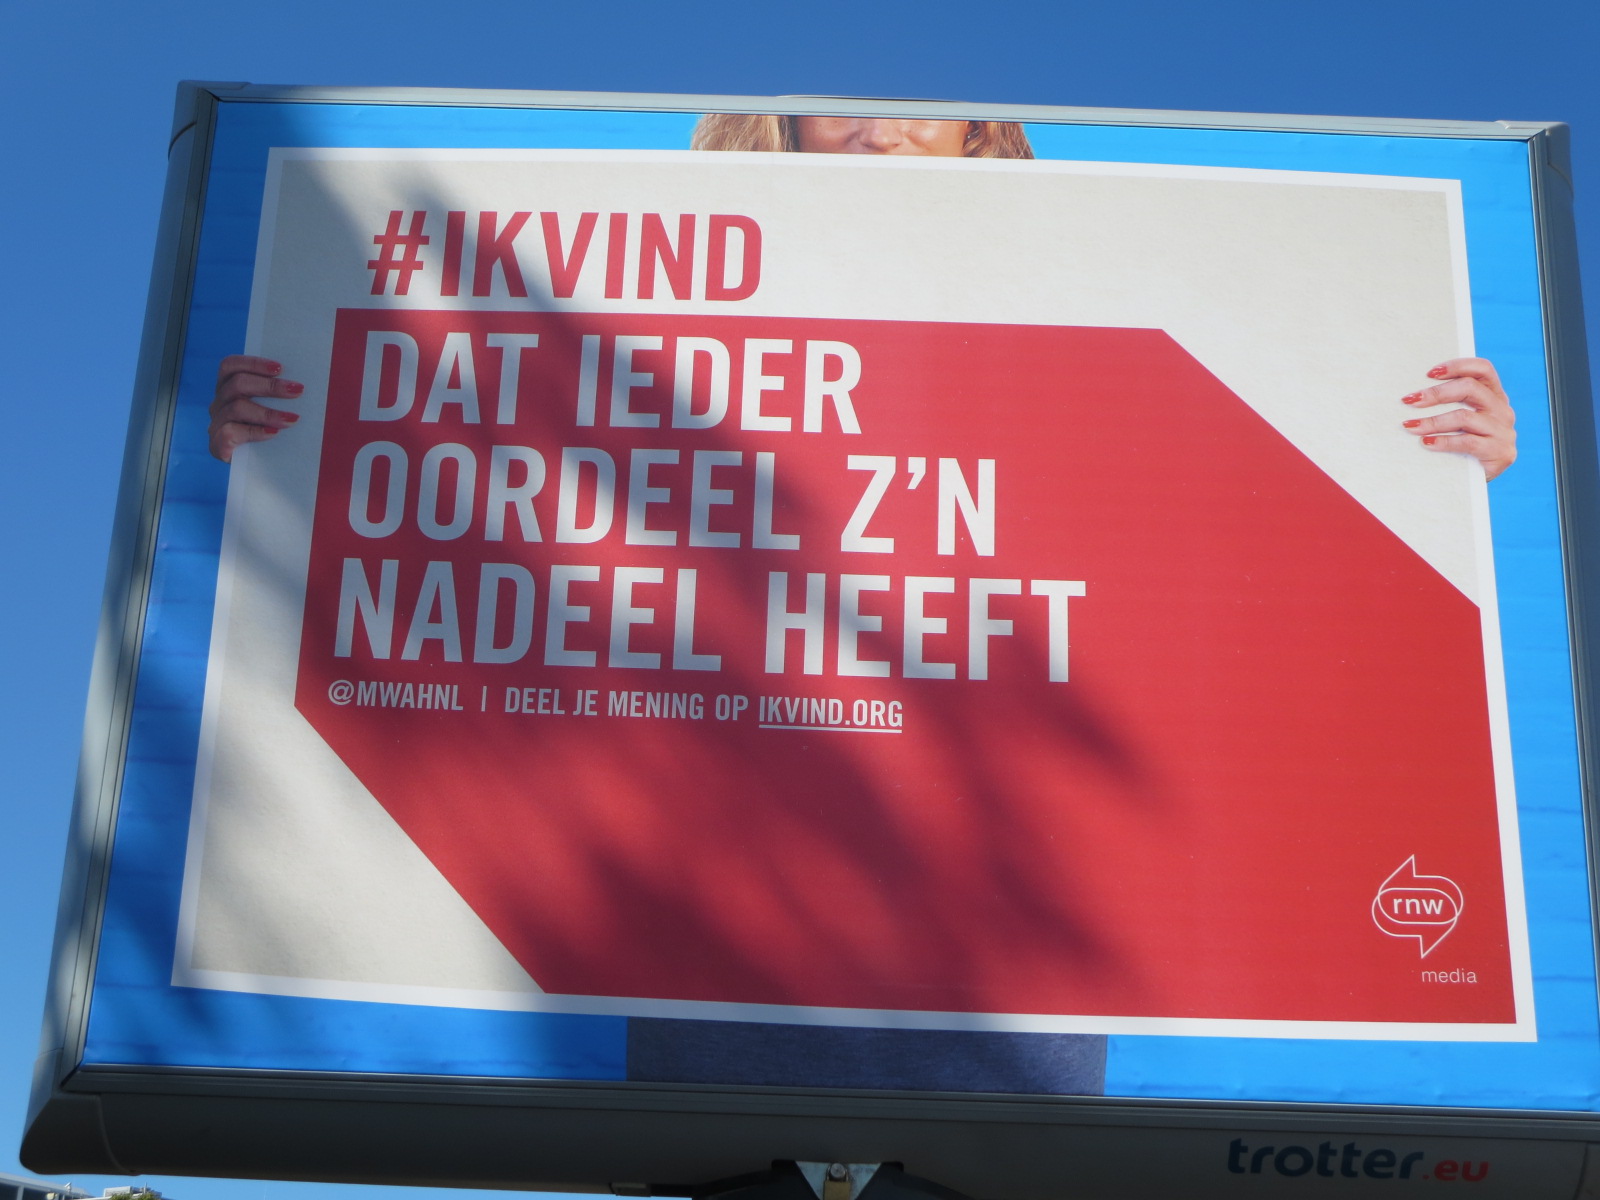 #IKVIND
DAT IEDER
OORDEEL Z'N
NADEEL HEEFT
@MWAHNL | DEEL JE MENING OP IKVIND.ORG
rnw
media
trotter.eu